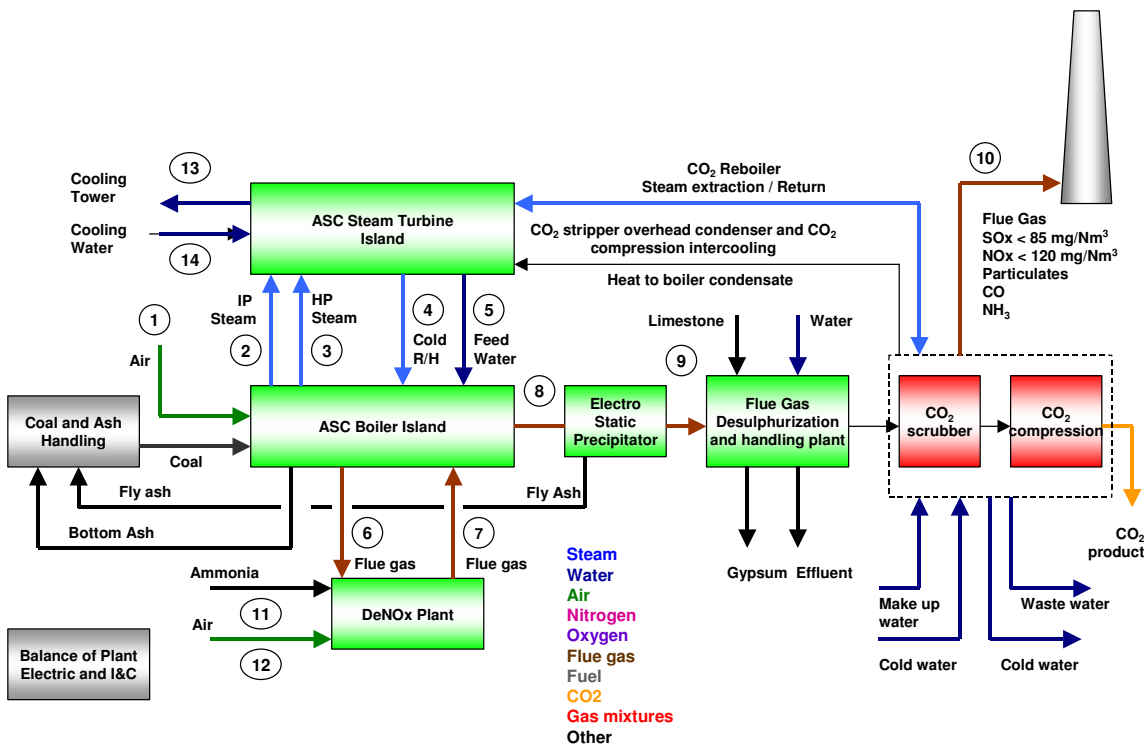 10
13
CO2 Reboiler
Steam extraction / Return
Cooling
Tower
ASC Steam Turbine
Island
Flue Gas
SOx < 85 mg/Nm³
NOx < 120 mg/Nm³
Particulates
CO
NH3
Cooling
Water
14
CO2 stripper overhead condenser and CO2
compression intercooling
Heat to boiler condensate
1
Air
IP
Steam
2
HP
Steam
3
4
Cold
R/H
5
Feed
Water
Limestone
Water
8
9
Coal and Ash
Handling
Coal
ASC Boiler Island
Electro
Static
Precipitator
Flue Gas
Desulphurization
and handling plant
CO2
scrubber
CO2
compression
Fly ash
Fly Ash
Bottom Ash
6
Flue gas
7
Flue gas
CO2
product
Gypsum
Effluent
Ammonia
11
Air
12
DeNOx Plant
Make up
water
Waste water
Cold water
Cold water
Balance of Plant
Electric and I&C
Steam
Water
Air
Nitrogen
Oxygen
Flue gas
Fuel
CO2
Gas mixtures
Other